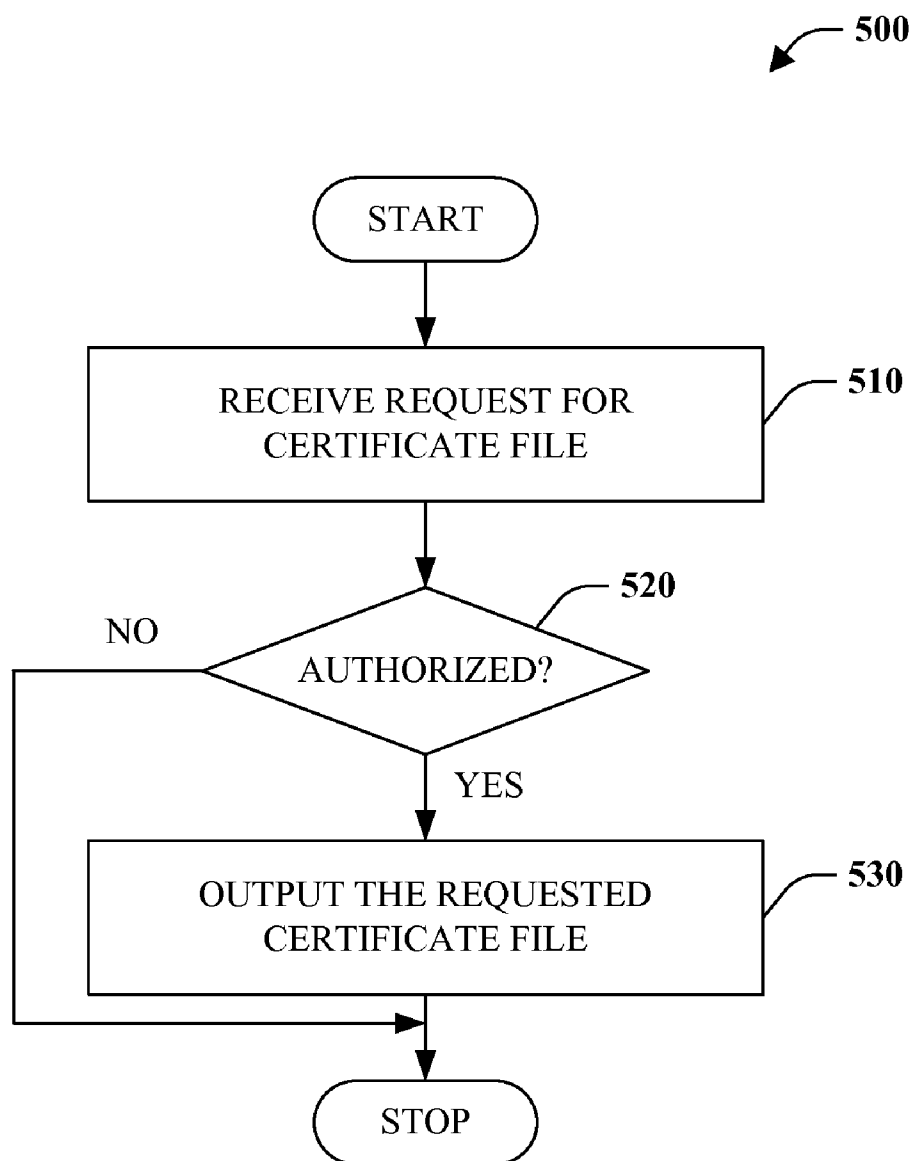 500
START
RECEIVE REQUEST FOR
CERTIFICATE FILE
510
520
NO
AUTHORIZED?
YES
OUTPUT THE REQUESTED
CERTIFICATE FILE
530
STOP